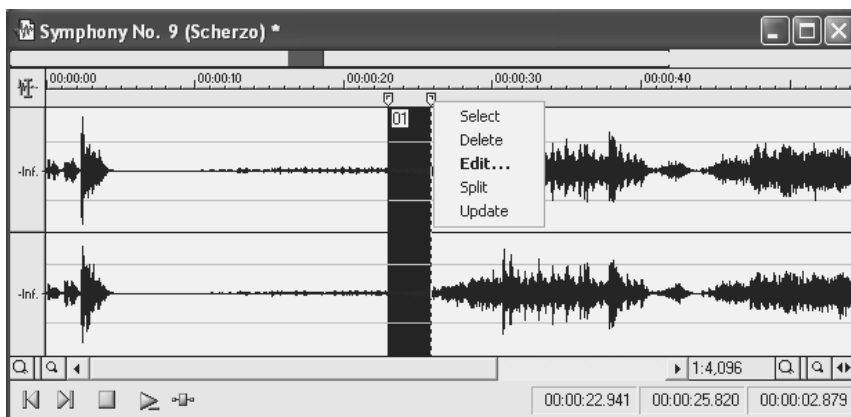 Symphony No. 9 (Scherzo) *
00:00:00 00:00:10 00:00:20 00:00:30 00:00:40
01
Select
Delete
Edit...
Split
Update
-Inf.
-Inf.
1:4,096
00:00:22.941 00:00:25.820 00:00:02.879